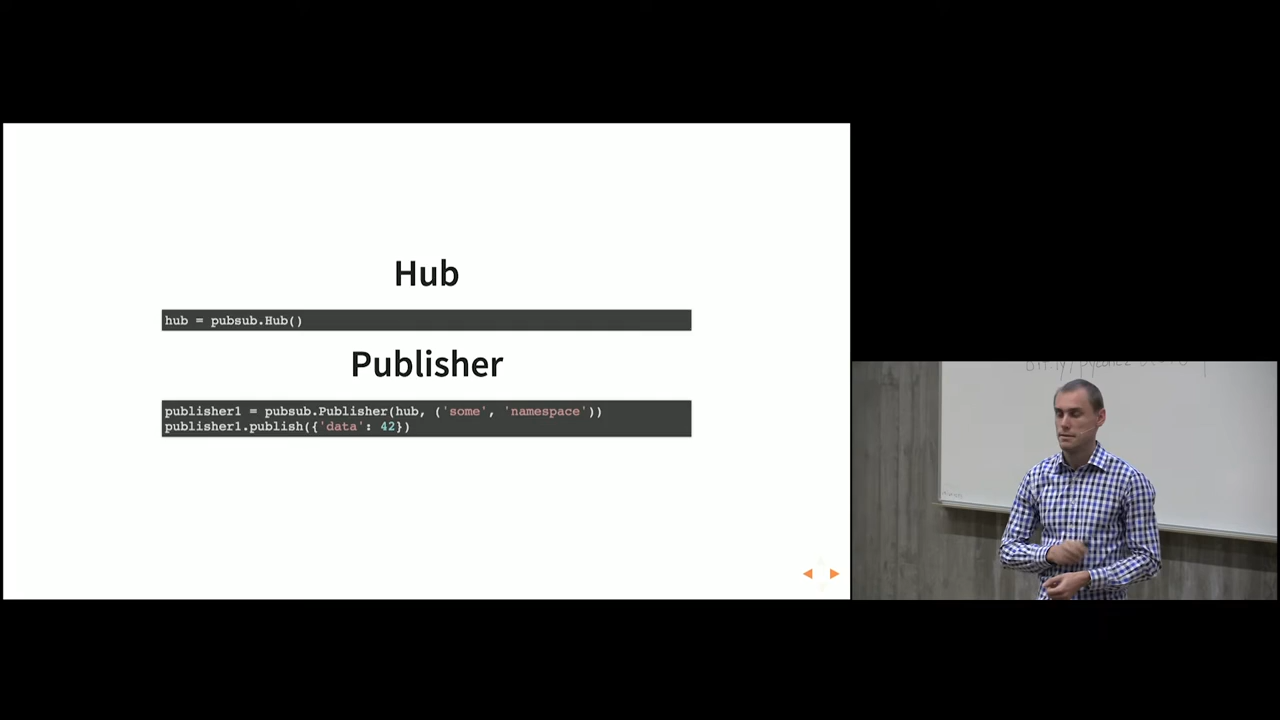 Hub
hub = pubsub.Hub()
Publisher
publisher1 = pubsub.Publisher(hub, ('some', 'namespace'))
publisher1.publish({'data': 42})